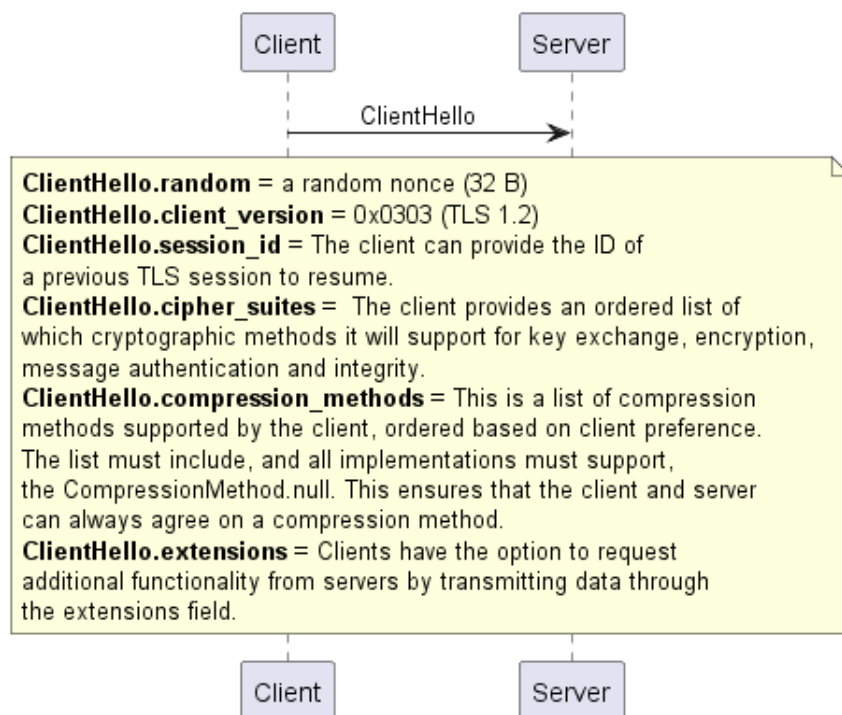 Client
Server
ClientHello
ClientHello.random = a random nonce (32 B)
ClientHello.client_version = 0x0303 (TLS 1.2)
ClientHello.session_id = The client can provide the ID of
a previous TLS session to resume.
ClientHello.cipher_suites = The client provides an ordered list of
which cryptographic methods it will support for key exchange, encryption,
message authentication and integrity.
ClientHello.compression_methods = This is a list of compression
methods supported by the client, ordered based on client preference.
The list must include, and all implementations must support,
the CompressionMethod.null. This ensures that the client and server
can always agree on a compression method.
ClientHello.extensions = Clients have the option to request
additional functionality from servers by transmitting data through
the extensions field.
Client
Server